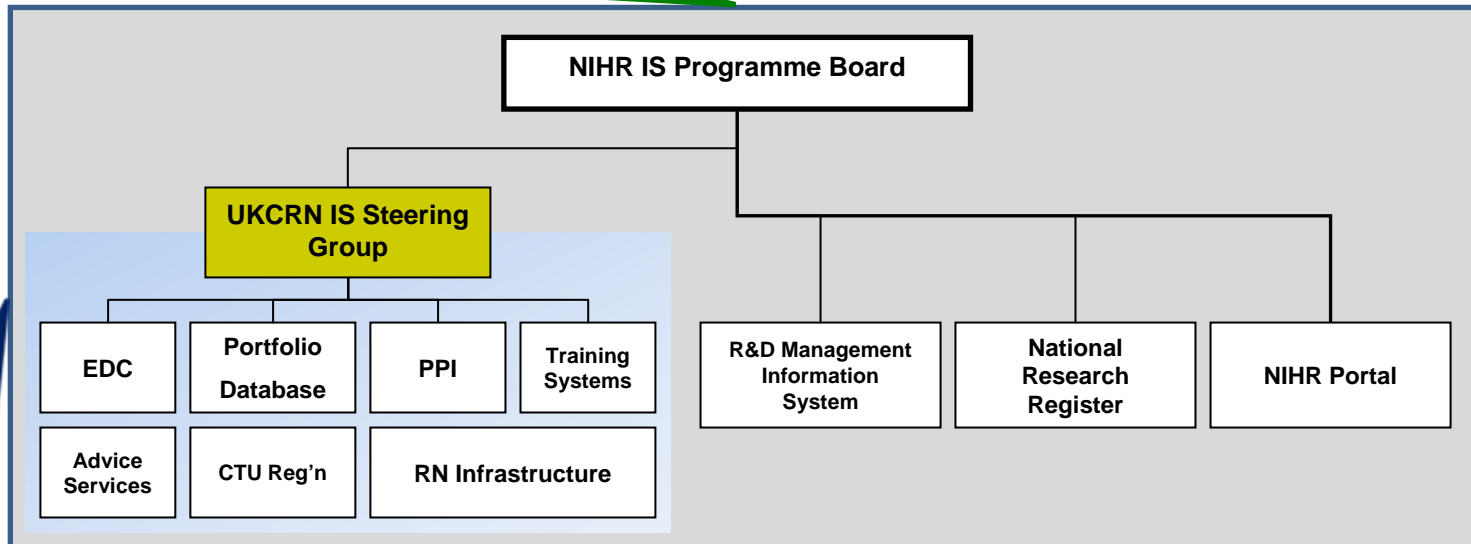 NIHR IS Programme Board
UKCRN IS Steering
Group
EDC
Portfolio
Database
PPI
Training
Systems
R&D Management
Information
System
National
Research
Register
NIHR Portal
Advice
Services
CTU Reg’n
RN Infrastructure